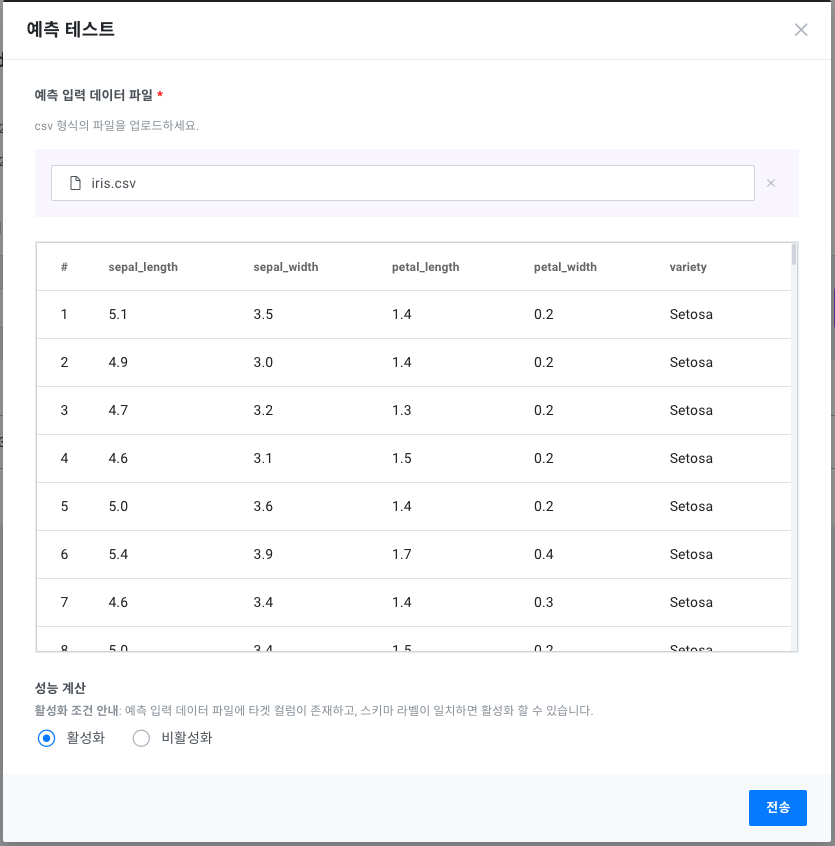 예측 테스트
예측 입력 데이터 파일 *
csv 형식의 파일을 업로드하세요.
iris.csv
# sepal_length sepal_width petal_length petal_width variety
1 5.1 3.5 1.4 0.2 Setosa
2 4.9 3.0 1.4 0.2 Setosa
3 4.7 3.2 1.3 0.2 Setosa
4 4.6 3.1 1.5 0.2 Setosa
5 5.0 3.6 1.4 0.2 Setosa
6 5.4 3.9 1.7 0.4 Setosa
7 4.6 3.4 1.4 0.3 Setosa
8 5.0 3.4 1.5 0.2 Setosa
성능 계산
활성화 조건 안내: 예측 입력 데이터 파일에 타겟 컬럼이 존재하고, 스키마 라벨이 일치하면 활성화 할 수 있습니다.
활성화 비활성화
전송